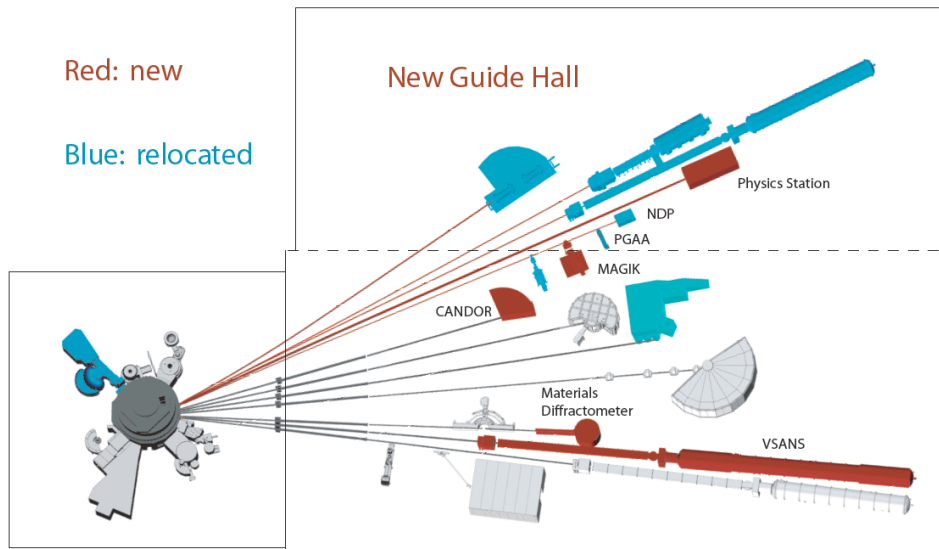 Red: new
New Guide Hall
Blue: relocated
Physics Station
NDP
PGAA
MAGIK
CANDOR
Materials
Diffractometer
VSANS